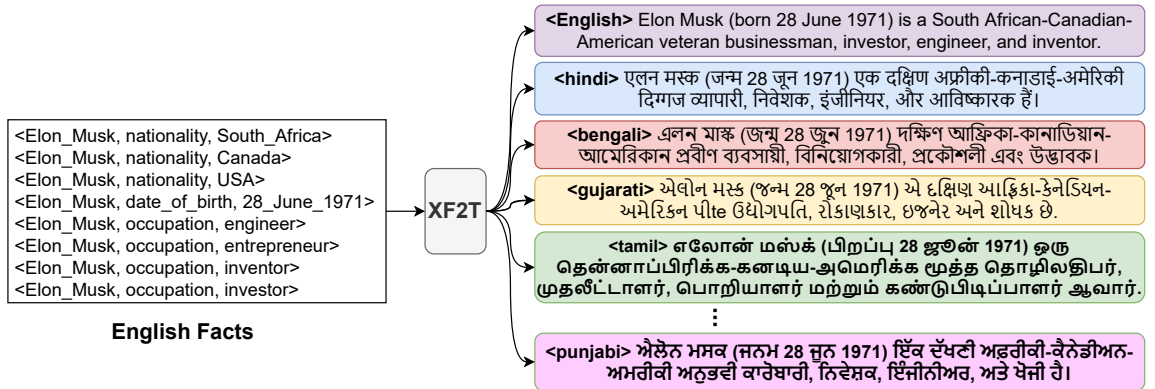 <Elon_Musk, nationality, South_Africa>
<Elon_Musk, nationality, Canada>
<Elon_Musk, nationality, USA>
<Elon_Musk, date_of_birth, 28_June_1971>
<Elon_Musk, occupation, engineer>
<Elon_Musk, occupation, entrepreneur>
<Elon_Musk, occupation, inventor>
<Elon_Musk, occupation, investor>
English Facts
XF2T
<English> Elon Musk (born 28 June 1971) is a South African-Canadian-
American veteran businessman, investor, engineer, and inventor.
<hindi> एलन मस्क (जन्म 28 जून 1971) एक दक्षिण अफ्रीकी-कनाडाई-अमेरिकी
दिग्गज व्यापारी, निवेशक, इंजीनियर, और आविष्कारक हैं।
<bengali> এলন মাস্ক (জন্ম 28 জুন 1971) দক্ষিণ আফ্রিকা-কানাডিয়ান-
আমেরিকান প্রবীণ ব্যবসায়ী, বিনিয়োগকারী, প্রকৌশলী এবং উদ্ভাবক।
<gujarati> એલોન મસ્ક (જન્મ 28 જૂન 1971) એ દક્ષિણ આફ્રિકા-કેનેડિયન-
અમેરિકન પીte ઉદ્યોગપતિ, રોકાણકાર, ઇજનેર અને શોધક છે.
<tamil> எலோன் மஸ்க் (பிறப்பு 28 ஜூன் 1971) ஒரு
தென்னாப்பிரிக்க-கனடிய-அமெரிக்க மூத்த தொழிலதிபர்,
முதலீட்டாளர், பொறியாளர் மற்றும் கண்டுபிடிப்பாளர் ஆவார்.
⋮
<punjabi> ਐਲੋਨ ਮਸਕ (ਜਨਮ 28 ਜੂਨ 1971) ਇੱਕ ਦੱਖਣੀ ਅਫ਼ਰੀਕੀ-ਕੈਨੇਡੀਅਨ-
ਅਮਰੀਕੀ ਅਨੁਭਵੀ ਕਾਰੋਬਾਰੀ, ਨਿਵੇਸ਼ਕ, ਇੰਜੀਨੀਅਰ, ਅਤੇ ਖੋਜੀ ਹੈ।